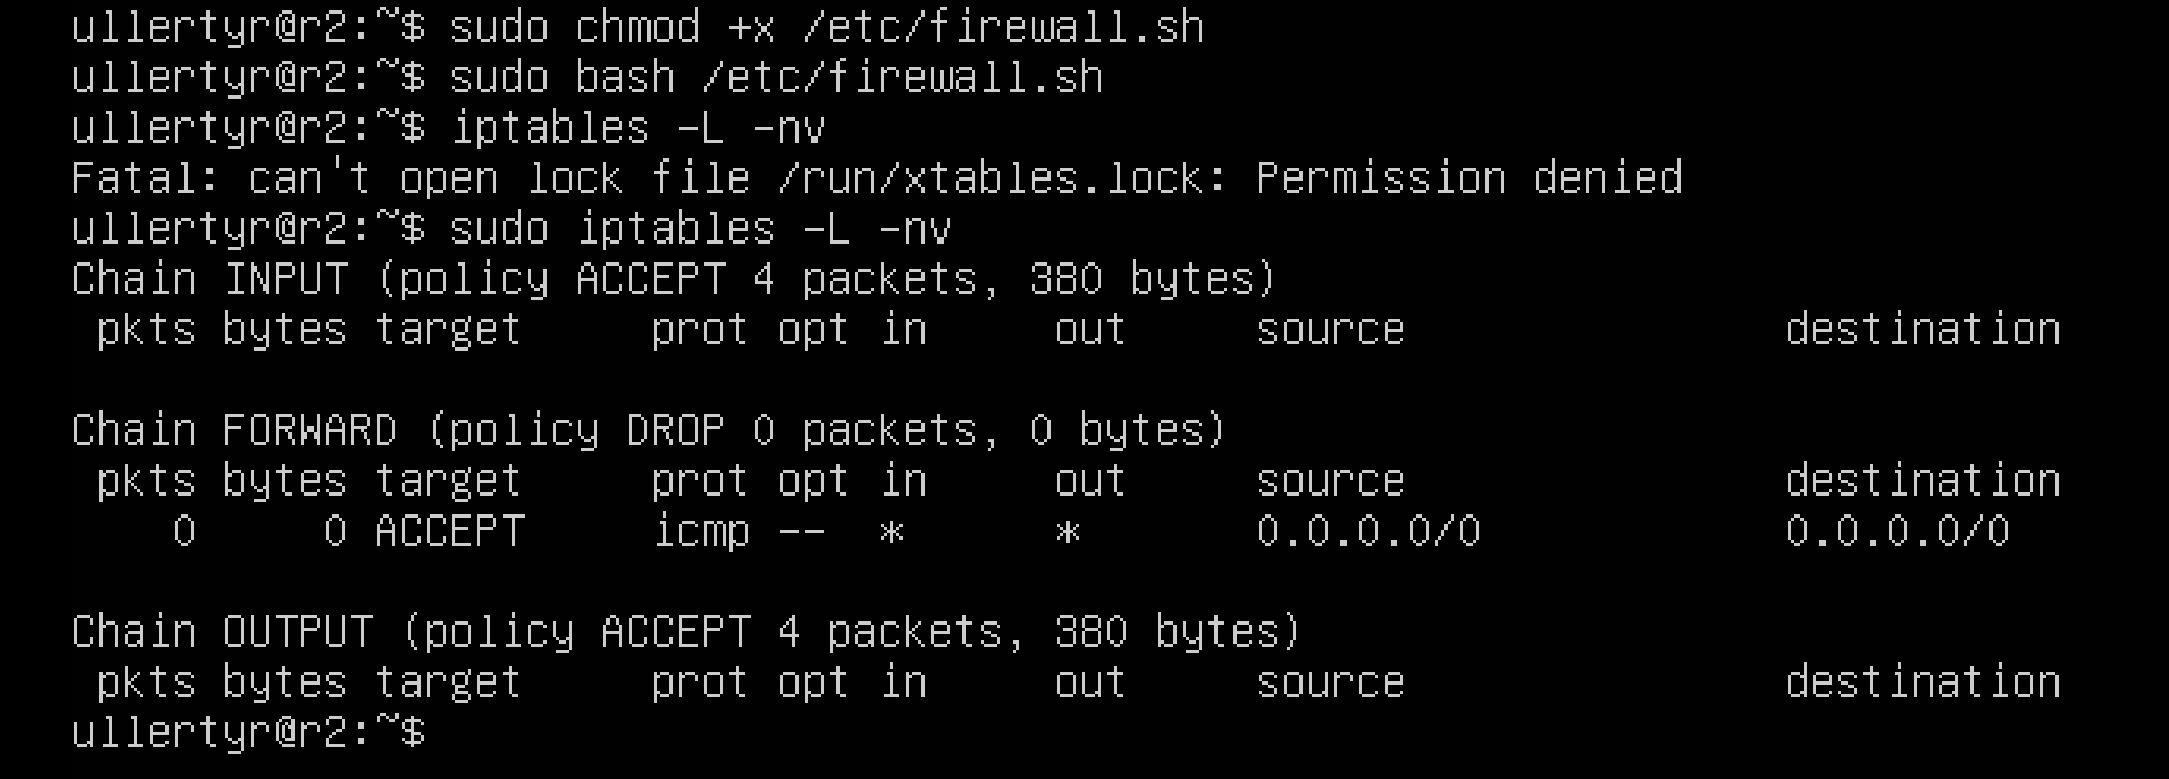 ullertyr@r2:~$ sudo chmod +x /etc/firewall.sh
ullertyr@r2:~$ sudo bash /etc/firewall.sh
ullertyr@r2:~$ iptables -L -nv
Fatal: can't open lock file /run/xtables.lock: Permission denied
ullertyr@r2:~$ sudo iptables -L -nv
Chain INPUT (policy ACCEPT 4 packets, 380 bytes)
 pkts bytes target     prot opt in     out     source               destination

Chain FORWARD (policy DROP 0 packets, 0 bytes)
 pkts bytes target     prot opt in     out     source               destination
    0     0 ACCEPT     icmp --  *      *       0.0.0.0/0            0.0.0.0/0

Chain OUTPUT (policy ACCEPT 4 packets, 380 bytes)
 pkts bytes target     prot opt in     out     source               destination
ullertyr@r2:~$